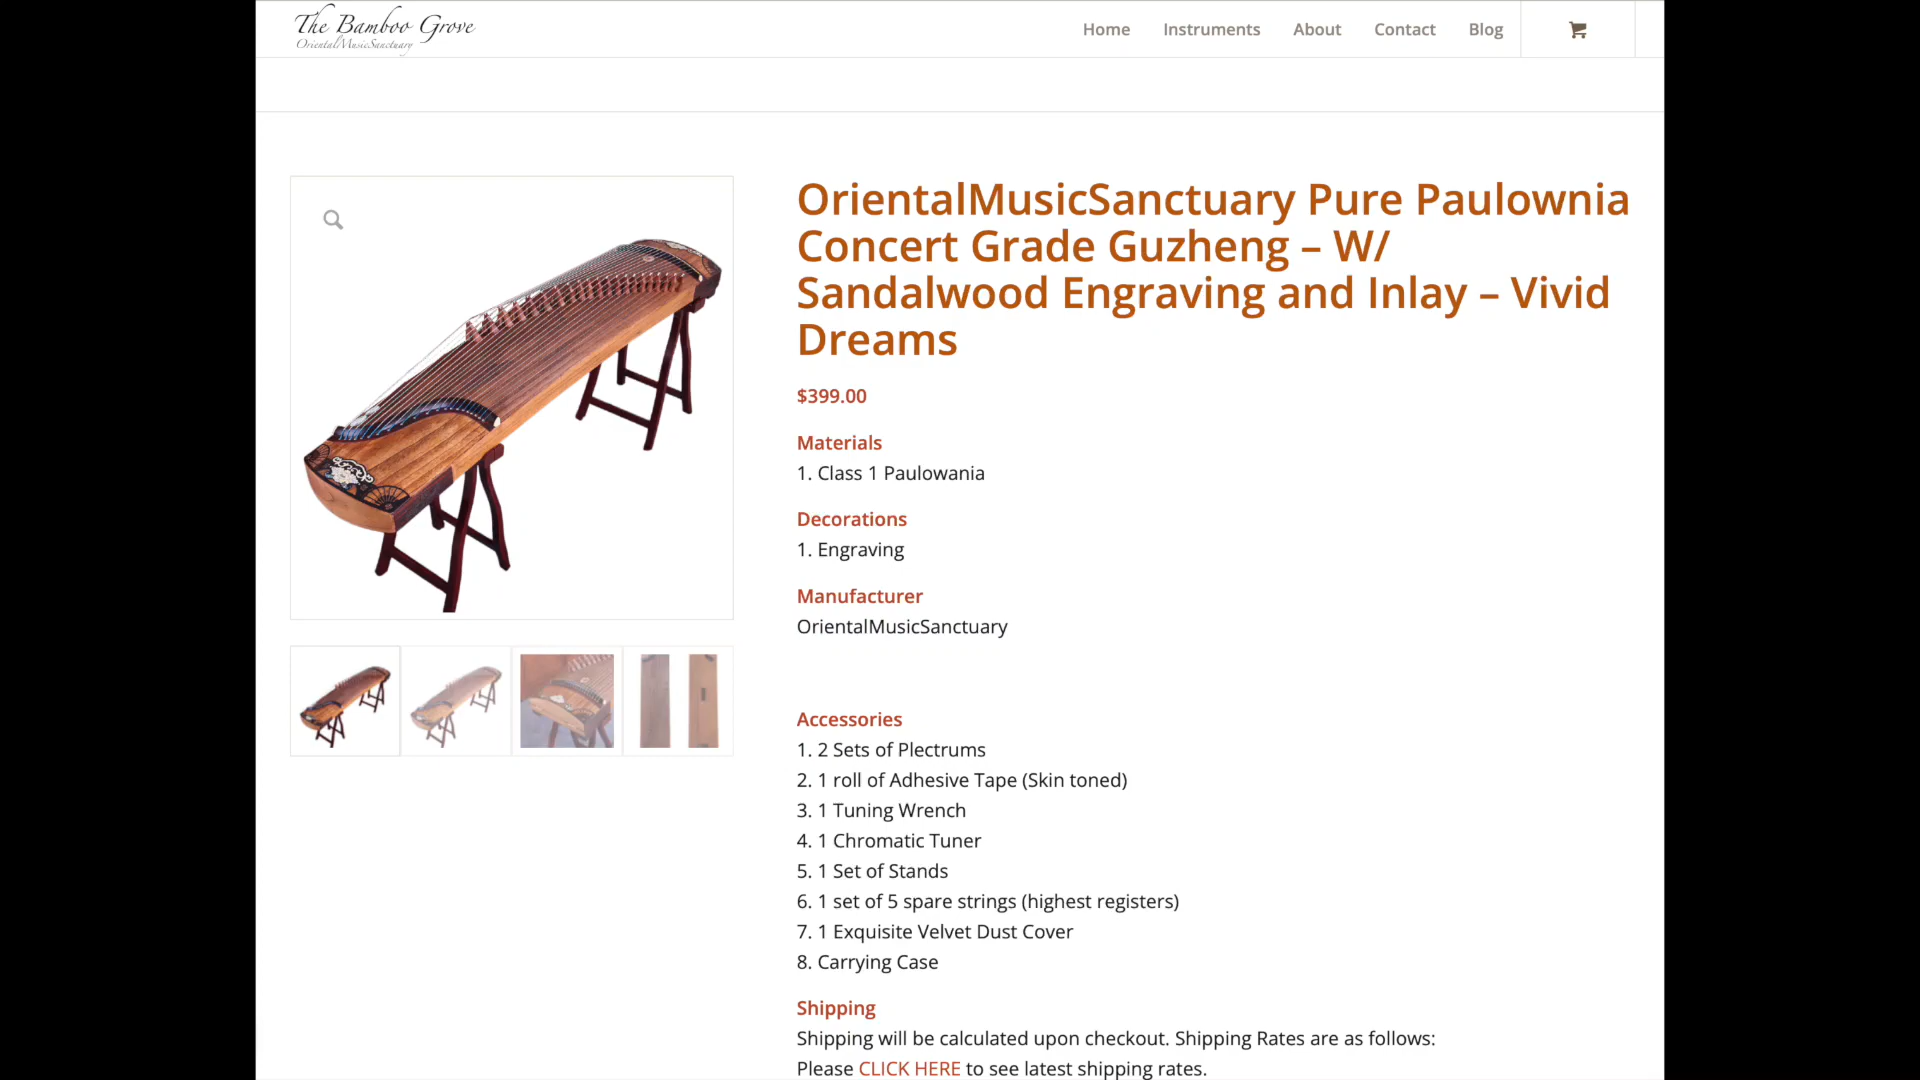 The Bamboo Grove
OrientalMusicSanctuary
Home Instruments About Contact Blog
OrientalMusicSanctuary Pure Paulownia
Concert Grade Guzheng – W/
Sandalwood Engraving and Inlay – Vivid
Dreams
$399.00
Materials
1. Class 1 Paulowania
Decorations
1. Engraving
Manufacturer
OrientalMusicSanctuary
Accessories
1. 2 Sets of Plectrums
2. 1 roll of Adhesive Tape (Skin toned)
3. 1 Tuning Wrench
4. 1 Chromatic Tuner
5. 1 Set of Stands
6. 1 set of 5 spare strings (highest registers)
7. 1 Exquisite Velvet Dust Cover
8. Carrying Case
Shipping
Shipping will be calculated upon checkout. Shipping Rates are as follows:
Please CLICK HERE to see latest shipping rates.